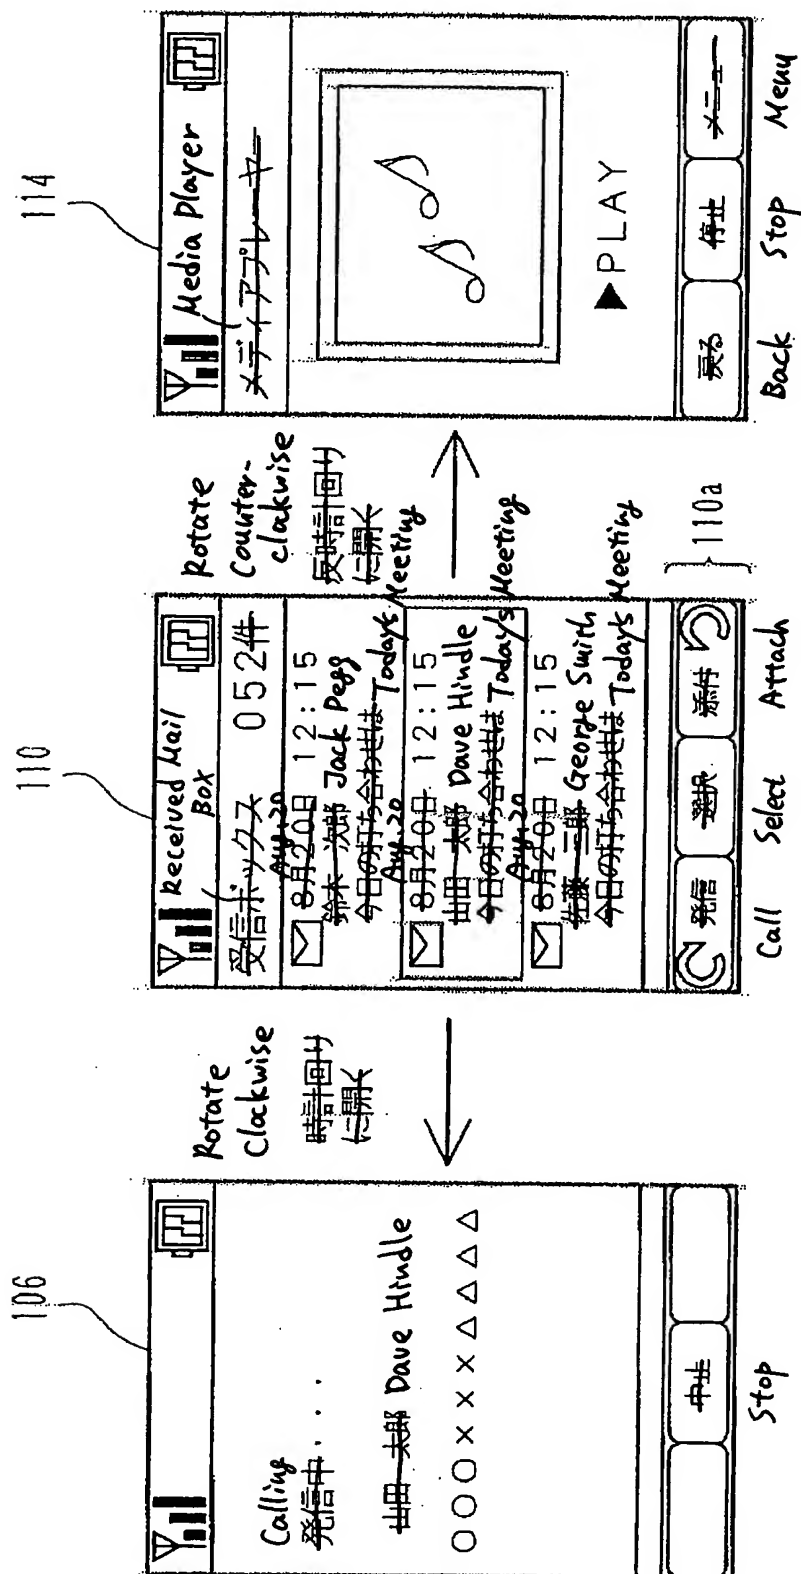 106
Calling
発信中....
山田 太郎 Dave Hindle
○○○××××△△△△
中止
Stop
Rotate
Clockwise
時計回り
に開く
110
Received Mail
Box
受信ボックス 052件
Aug.20
8月20日 12:15
鈴木 次郎 Jack Pegg
今日の打ち合わせは Today's Meeting
Aug.20
8月20日 12:15
山田 太郎 Dave Hindle
今日の打ち合わせは Today's Meeting
Aug.20
8月20日 12:15
佐藤 三郎 George Smith
今日の打ち合わせは Today's Meeting
発信 選択 添付
Call Select Attach
110a
Rotate
Counter-
clockwise
反時計回り
に開く
114
Media Player
メディアプレーヤー
▶PLAY
戻る 停止 メニュー
Back Stop Menu